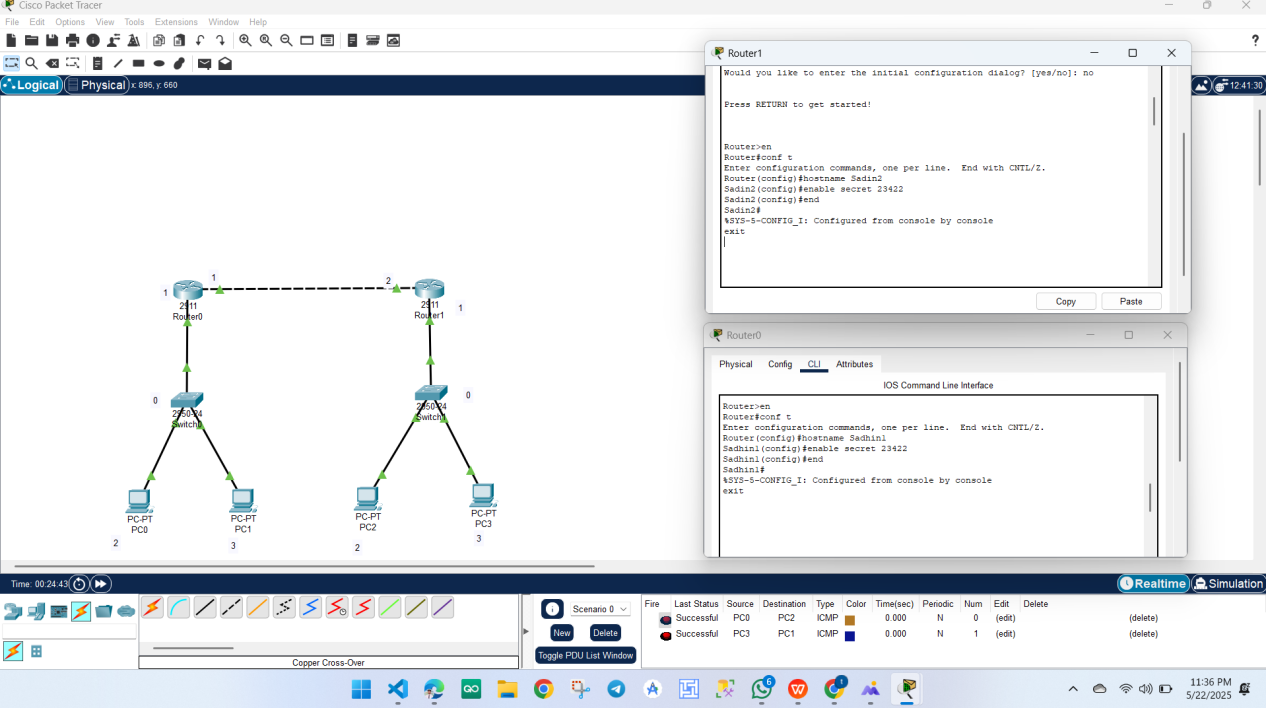 Cisco Packet Tracer
File Edit Options View Tools Extensions Window Help
?
Logical Physical x: 896, y: 660
12:41:30
Router1
Would you like to enter the initial configuration dialog? [yes/no]: no
Press RETURN to get started!
Router>en
Router#conf t
Enter configuration commands, one per line. End with CNTL/Z.
Router(config)#hostname Sadin2
Sadin2(config)#enable secret 23422
Sadin2(config)#end
Sadin2#
%SYS-5-CONFIG_I: Configured from console by console
exit
Copy Paste
Router0
Physical Config CLI Attributes
IOS Command Line Interface
Router>en
Router#conf t
Enter configuration commands, one per line. End with CNTL/Z.
Router(config)#hostname Sadhin1
Sadhin1(config)#enable secret 23422
Sadhin1(config)#end
Sadhin1#
%SYS-5-CONFIG_I: Configured from console by console
exit
1
1
2
1
2911
Router0
2911
Router1
0
0
2950-24
Switch0
2950-24
PC-PT
PC0
PC-PT
PC1
PC-PT
PC2
PC-PT
PC3
2
3
2
3
Time: 00:24:43
Realtime Simulation
Scenario 0
New Delete
Toggle PDU List Window
Fire Last Status Source Destination Type Color Time(sec) Periodic Num Edit Delete
Successful PC0 PC2 ICMP 0.000 N 0 (edit) (delete)
Successful PC3 PC1 ICMP 0.000 N 1 (edit) (delete)
Copper Cross-Over
6
11:36 PM
5/22/2025